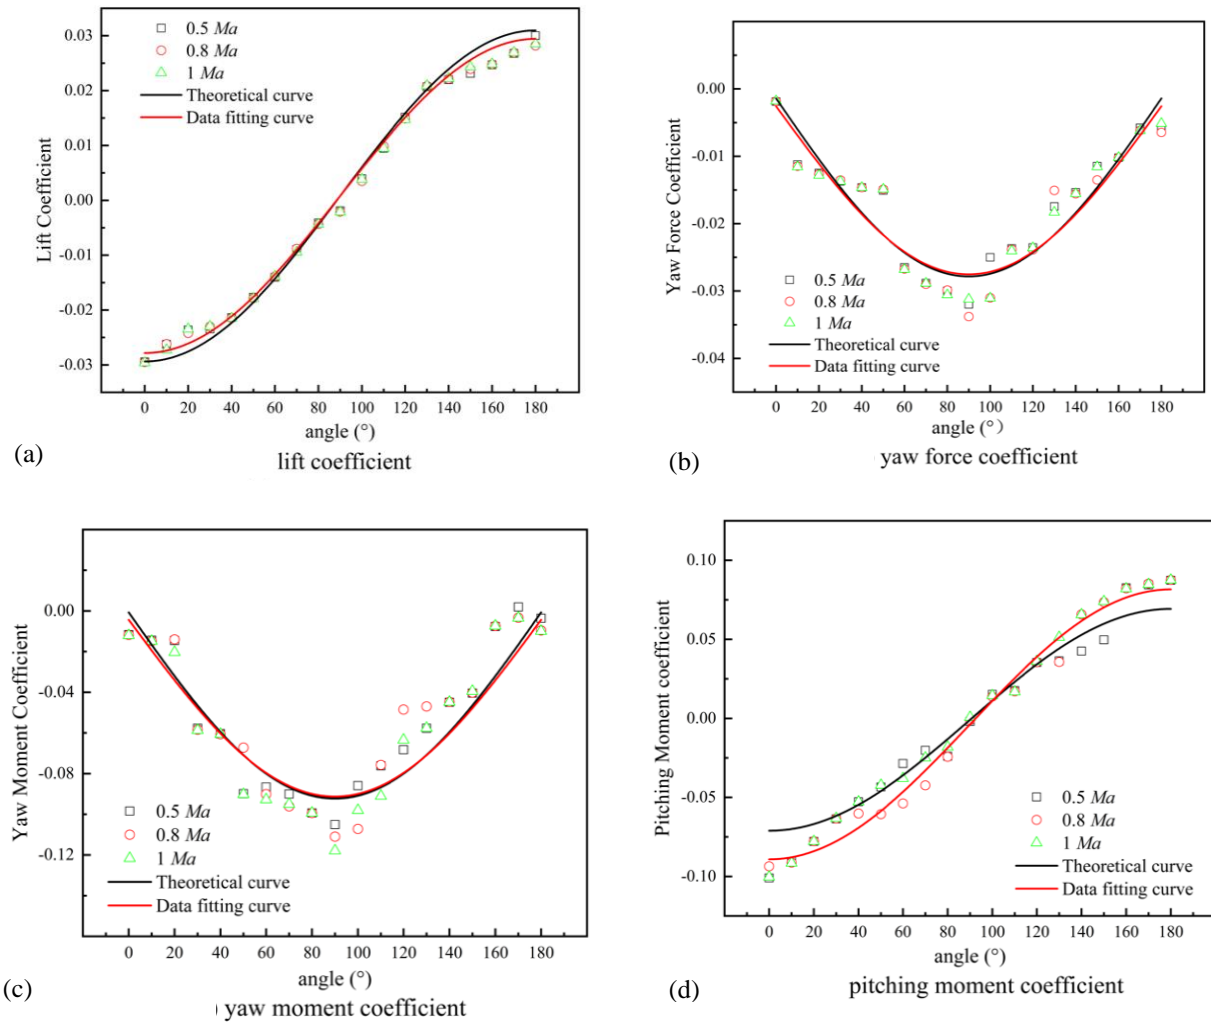 0.5 Ma
0.8 Ma
1 Ma
Theoretical curve
Data fitting curve
0.03
0.02
0.01
0.00
-0.01
-0.02
-0.03
Lift Coefficient
0 20 40 60 80 100 120 140 160 180
angle (°)
(a)
lift coefficient
0.00
-0.01
-0.02
-0.03
-0.04
Yaw Force Coefficient
0.5 Ma
0.8 Ma
1 Ma
Theoretical curve
Data fitting curve
0 20 40 60 80 100 120 140 160 180
angle (°）
(b)
yaw force coefficient
0.00
-0.04
-0.08
-0.12
Yaw Moment Coefficient
0.5 Ma
0.8 Ma
1 Ma
Theoretical curve
Data fitting curve
0 20 40 60 80 100 120 140 160 180
angle (°)
(c)
) yaw moment coefficient
0.10
0.05
0.00
-0.05
-0.10
Pitching Moment coefficient
0.5 Ma
0.8 Ma
1 Ma
Theoretical curve
Data fitting curve
0 20 40 60 80 100 120 140 160 180
angle (°)
(d)
pitching moment coefficient